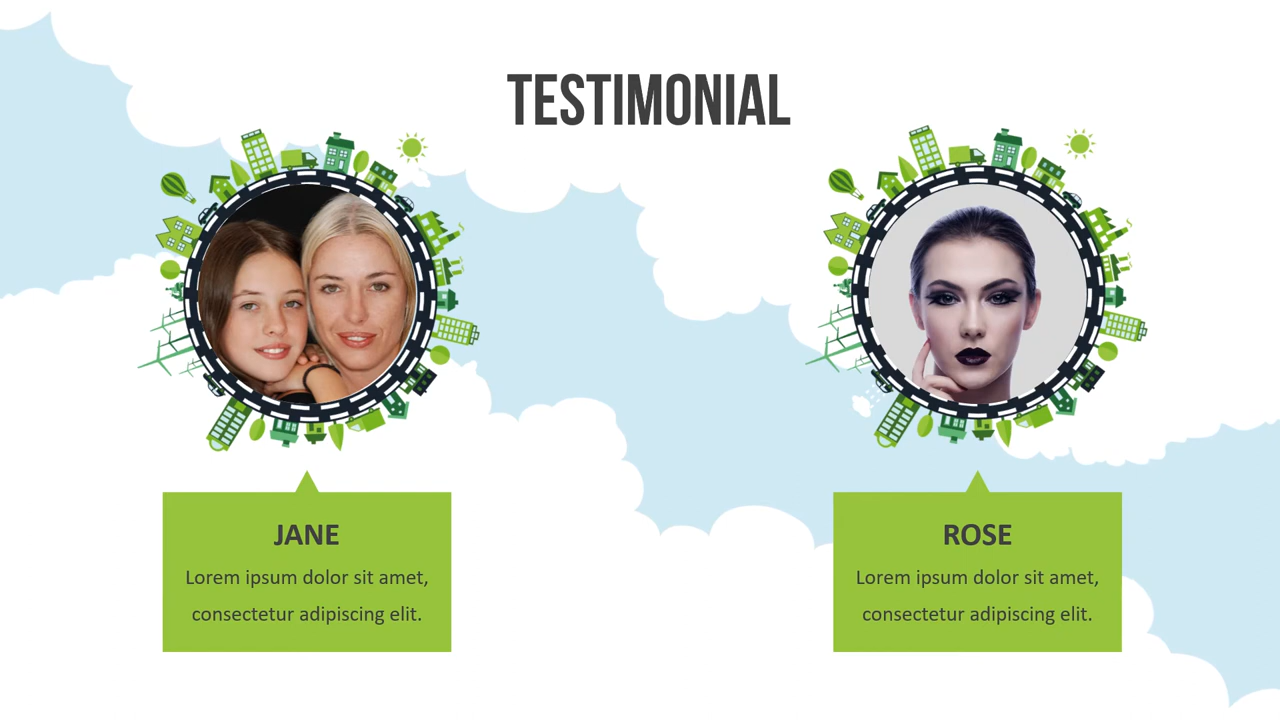 TESTIMONIAL
JANE
Lorem ipsum dolor sit amet,
consectetur adipiscing elit.
ROSE
Lorem ipsum dolor sit amet,
consectetur adipiscing elit.